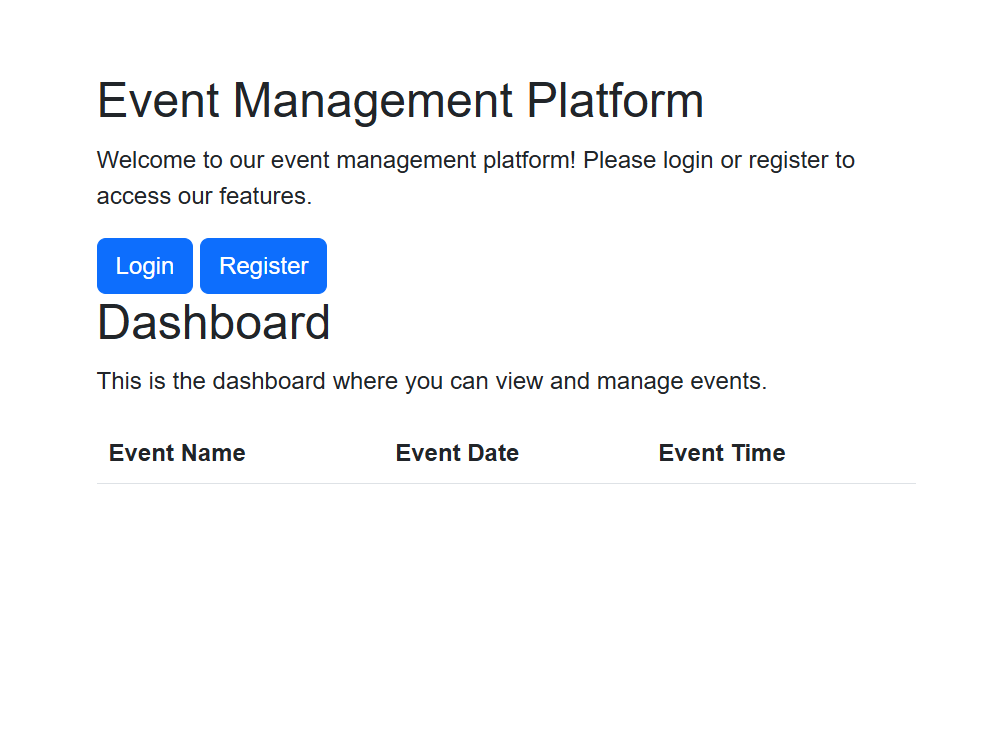 Event Management Platform
Welcome to our event management platform! Please login or register to
access our features.
Login Register
Dashboard
This is the dashboard where you can view and manage events.
Event Name Event Date Event Time